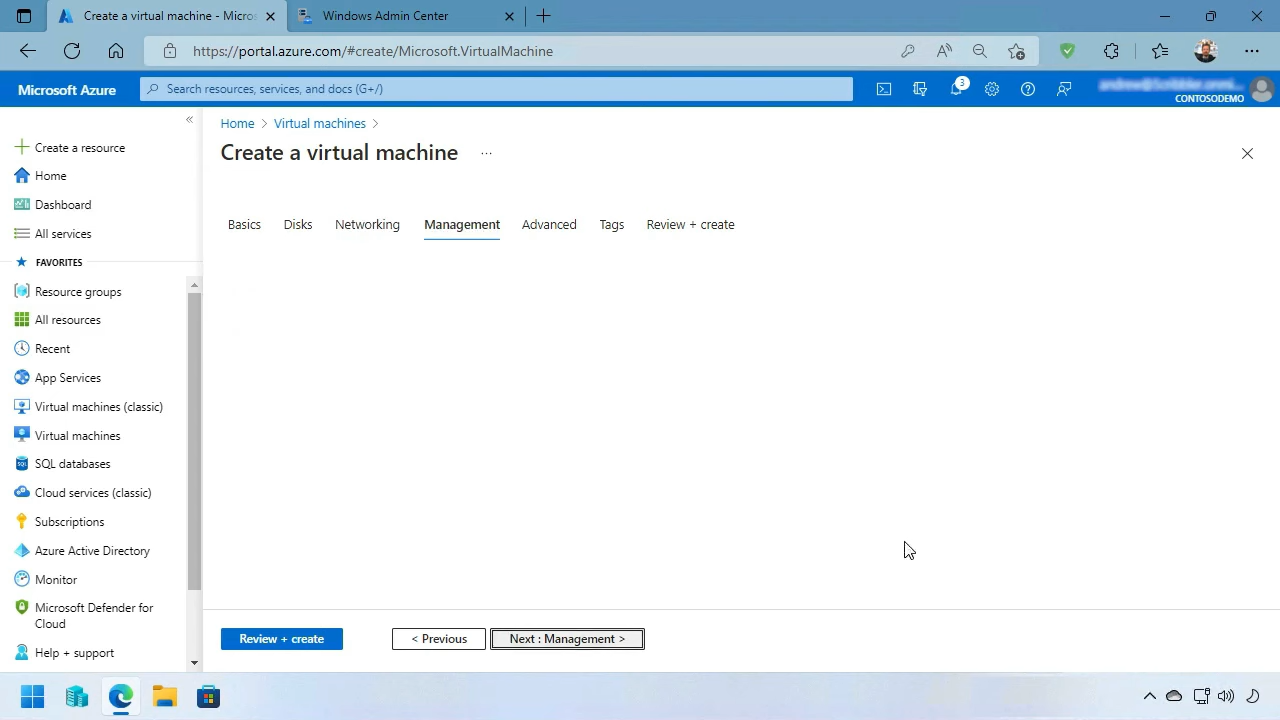 Create a virtual machine - Micros
Windows Admin Center
https://portal.azure.com/#create/Microsoft.VirtualMachine
Microsoft Azure
Search resources, services, and docs (G+/)
3
CONTOSODEMO
Create a resource
Home
Dashboard
All services
FAVORITES
Resource groups
All resources
Recent
App Services
Virtual machines (classic)
Virtual machines
SQL databases
Cloud services (classic)
Subscriptions
Azure Active Directory
Monitor
Microsoft Defender for
Cloud
Help + support
Home > Virtual machines >
Create a virtual machine ...
Basics Disks Networking Management Advanced Tags Review + create
Review + create
< Previous
Next : Management >